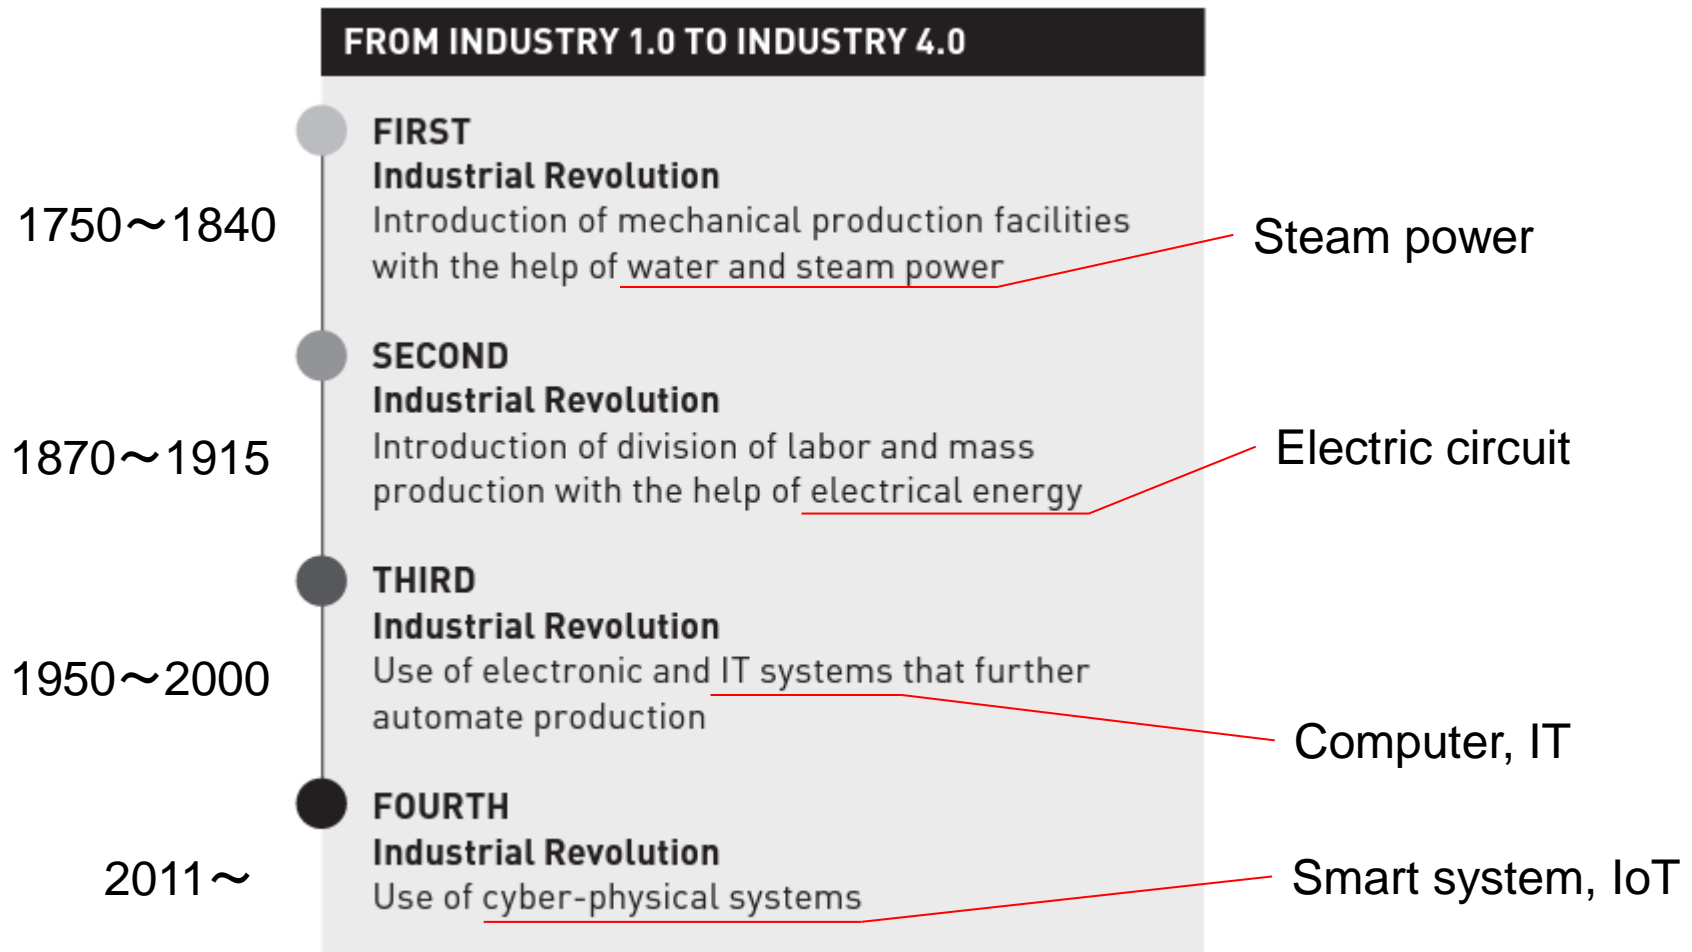 FROM INDUSTRY 1.0 TO INDUSTRY 4.0
FIRST
Industrial Revolution
1750～1840
Introduction of mechanical production facilities
with the help of water and steam power
Steam power
SECOND
Industrial Revolution
1870～1915
Introduction of division of labor and mass
production with the help of electrical energy
Electric circuit
THIRD
Industrial Revolution
1950～2000
Use of electronic and IT systems that further
automate production
Computer, IT
FOURTH
Industrial Revolution
2011～
Use of cyber-physical systems
Smart system, IoT